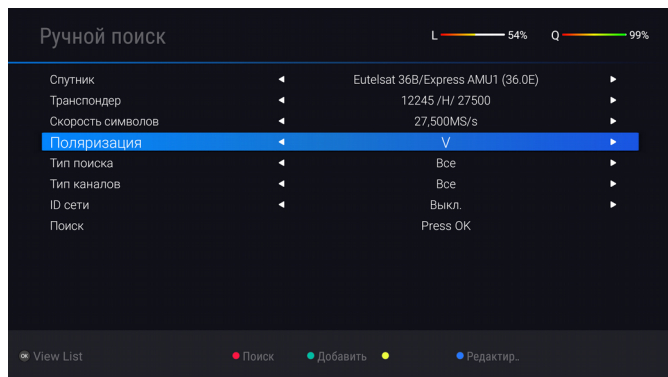 Ручной поиск L 54% Q 99%
Спутник Eutelsat 36B/Express AMU1 (36.0E)
Транспондер 12245 /H/ 27500
Скорость символов 27,500MS/s
Поляризация V
Тип поиска Все
Тип каналов Все
ID сети Выкл.
Поиск Press OK
OK View List Поиск Добавить Редактир..